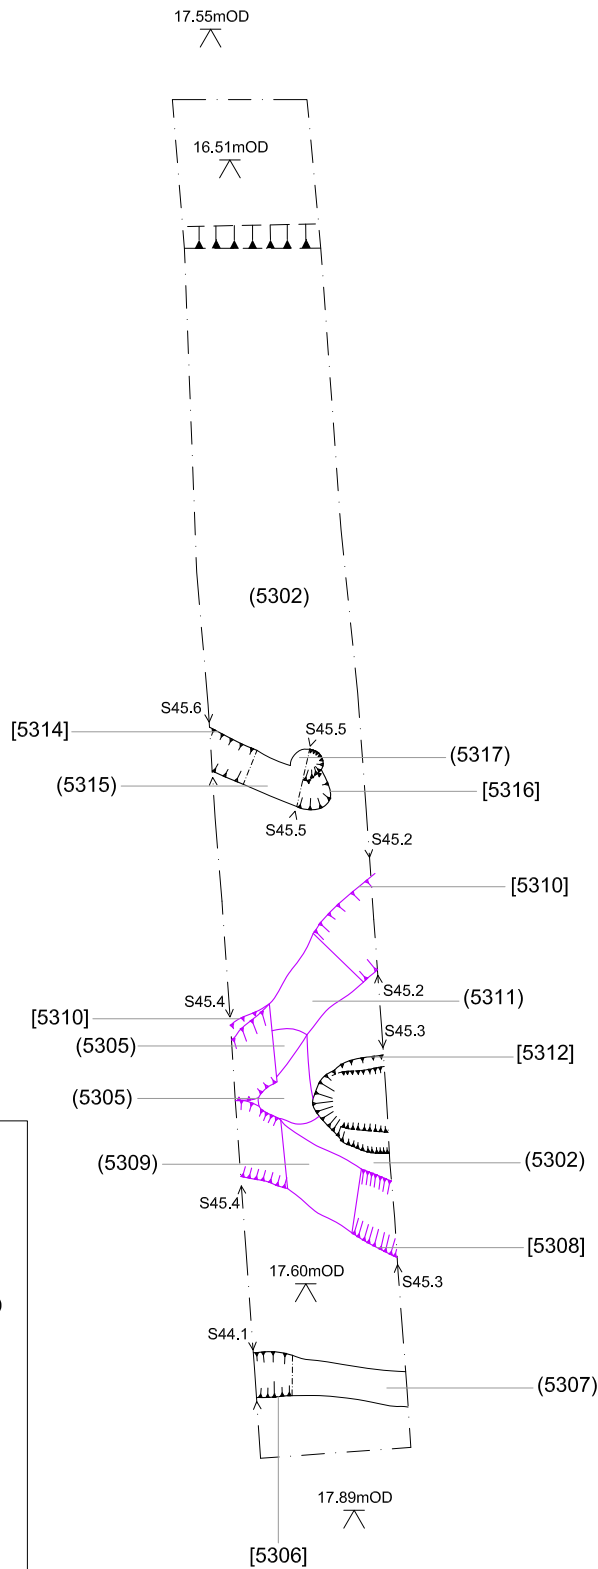 17.55mOD
16.51mOD
(5302)
S45.6
[5314]
S45.5
(5317)
(5315)
[5316]
S45.5
S45.2
[5310]
S45.4
S45.2
(5311)
[5310]
S45.3
(5305)
[5312]
(5305)
(5309)
(5302)
S45.4
[5308]
17.60mOD
S45.3
S44.1
(5307)
17.89mOD
[5306]